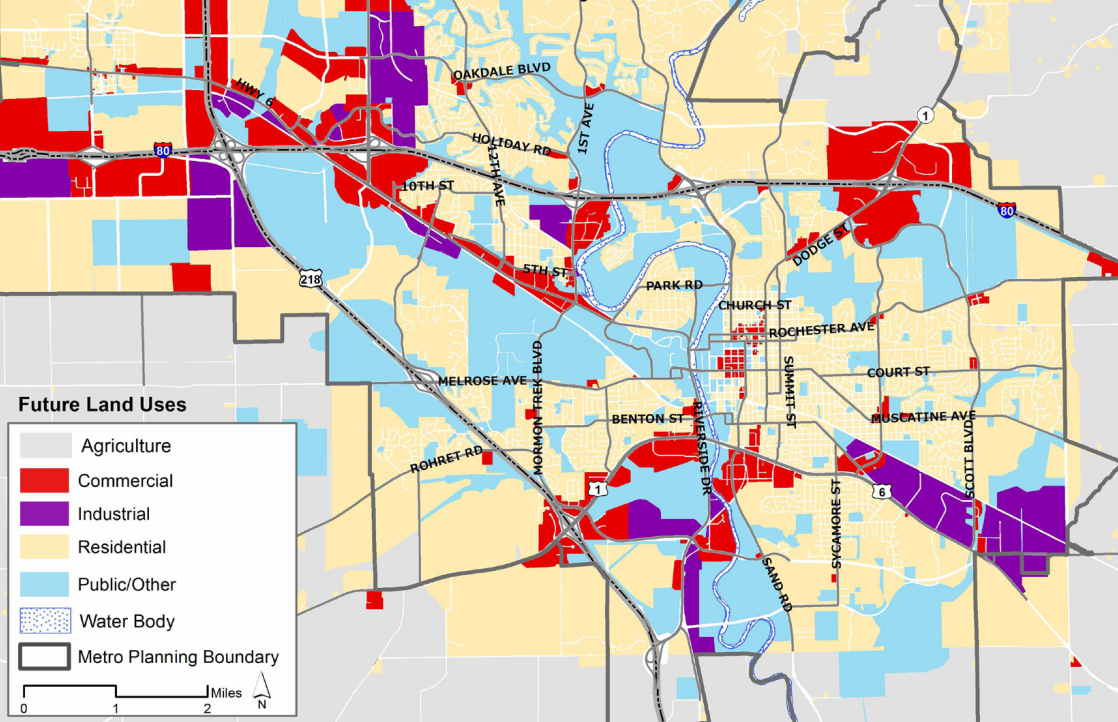 OAKDALE BLVD
HWY 6
1ST AVE
1
HOLIDAY RD
80
12TH AVE
10TH ST
80
DODGE ST
5TH ST
218
PARK RD
CHURCH ST
ROCHESTER AVE
MELROSE AVE
MORMON TREK BLVD
SUMMIT ST
COURT ST
BENTON ST
RIVERSIDE DR
MUSCATINE AVE
SCOTT BLVD
ROHRET RD
1
6
SYCAMORE ST
SAND RD
Future Land Uses
Agriculture
Commercial
Industrial
Residential
Public/Other
Water Body
Metro Planning Boundary
Miles
0 1 2
N